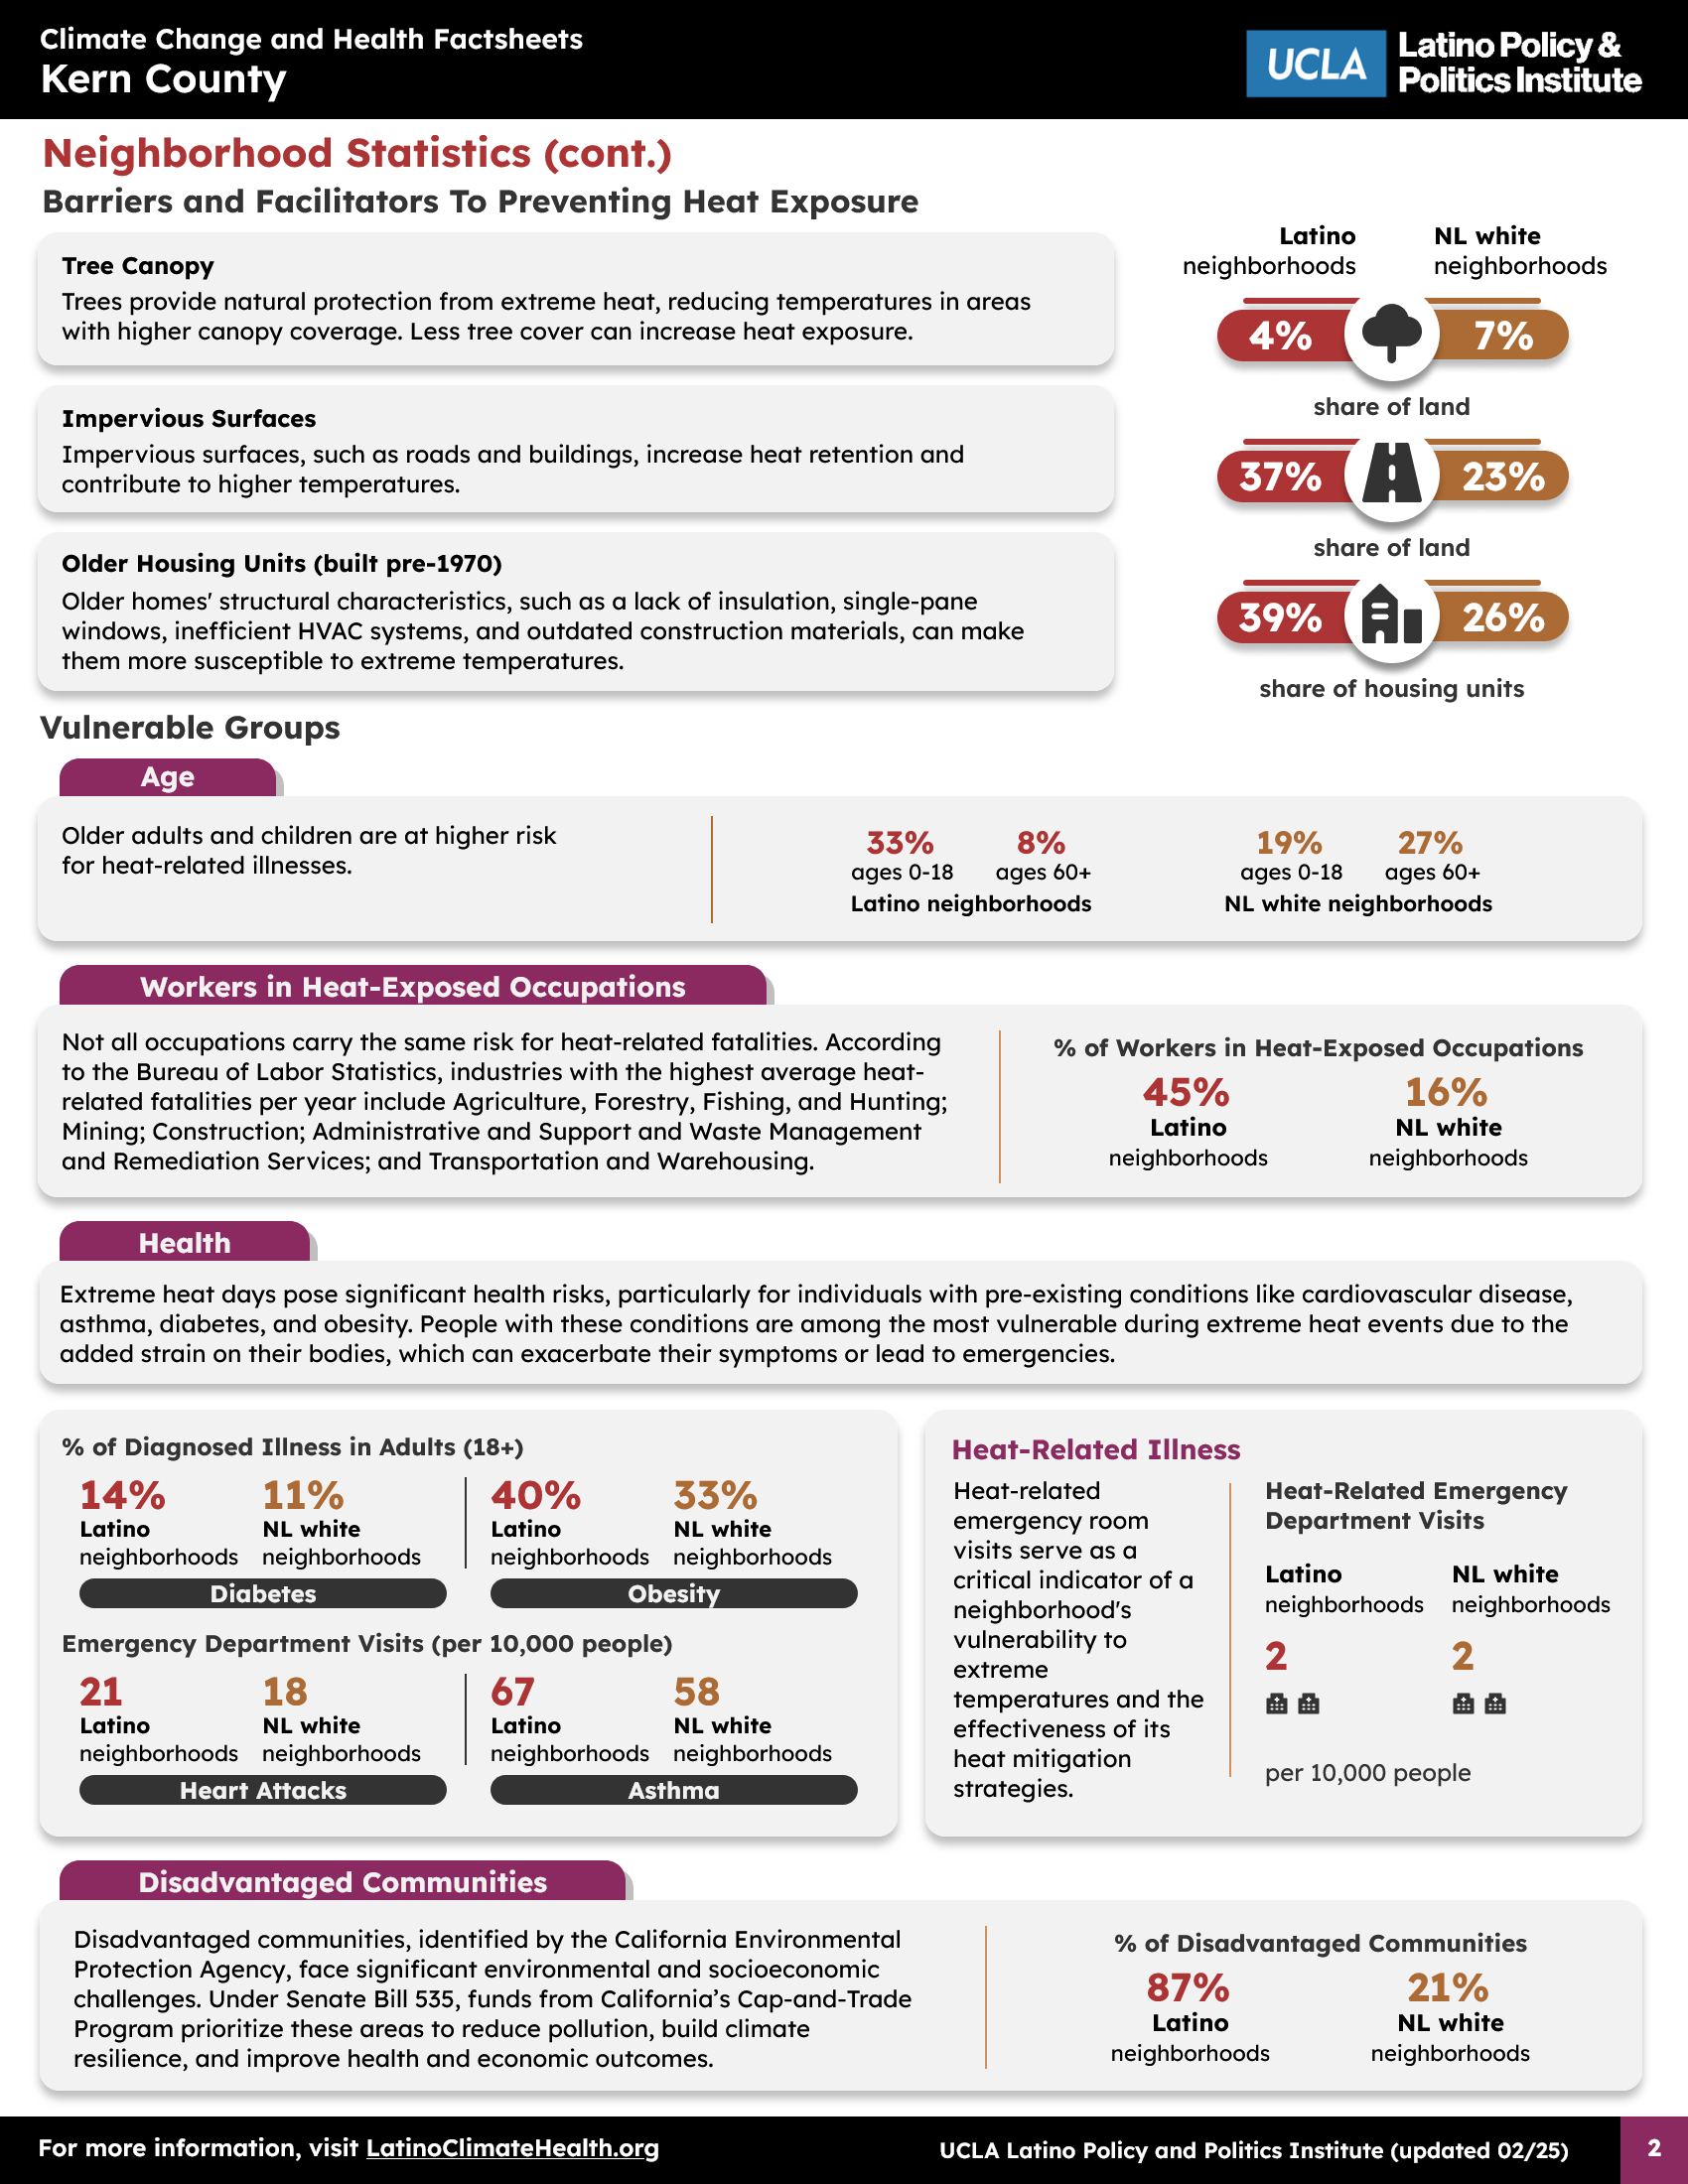 Climate Change and Health Factsheets
Kern County
UCLA
Latino Policy &
Politics Institute
Neighborhood Statistics (cont.)
Barriers and Facilitators To Preventing Heat Exposure
Tree Canopy
Trees provide natural protection from extreme heat, reducing temperatures in areas
with higher canopy coverage. Less tree cover can increase heat exposure.
Impervious Surfaces
Impervious surfaces, such as roads and buildings, increase heat retention and
contribute to higher temperatures.
Older Housing Units (built pre-1970)
Older homes' structural characteristics, such as a lack of insulation, single-pane
windows, inefficient HVAC systems, and outdated construction materials, can make
them more susceptible to extreme temperatures.
Latino NL white
neighborhoods neighborhoods
4% 7%
share of land
37% 23%
share of land
39% 26%
share of housing units
Vulnerable Groups
Age
Older adults and children are at higher risk
for heat-related illnesses.
33% 8% 19% 27%
ages 0-18 ages 60+ ages 0-18 ages 60+
Latino neighborhoods NL white neighborhoods
Workers in Heat-Exposed Occupations
Not all occupations carry the same risk for heat-related fatalities. According
to the Bureau of Labor Statistics, industries with the highest average heat-
related fatalities per year include Agriculture, Forestry, Fishing, and Hunting;
Mining; Construction; Administrative and Support and Waste Management
and Remediation Services; and Transportation and Warehousing.
% of Workers in Heat-Exposed Occupations
45% 16%
Latino NL white
neighborhoods neighborhoods
Health
Extreme heat days pose significant health risks, particularly for individuals with pre-existing conditions like cardiovascular disease,
asthma, diabetes, and obesity. People with these conditions are among the most vulnerable during extreme heat events due to the
added strain on their bodies, which can exacerbate their symptoms or lead to emergencies.
% of Diagnosed Illness in Adults (18+)
14% 11% 40% 33%
Latino NL white Latino NL white
neighborhoods neighborhoods neighborhoods neighborhoods
Diabetes Obesity
Emergency Department Visits (per 10,000 people)
21 18 67 58
Latino NL white Latino NL white
neighborhoods neighborhoods neighborhoods neighborhoods
Heart Attacks Asthma
Heat-Related Illness
Heat-related
emergency room
visits serve as a
critical indicator of a
neighborhood's
vulnerability to
extreme
temperatures and the
effectiveness of its
heat mitigation
strategies.
Heat-Related Emergency
Department Visits
Latino NL white
neighborhoods neighborhoods
2 2
per 10,000 people
Disadvantaged Communities
Disadvantaged communities, identified by the California Environmental
Protection Agency, face significant environmental and socioeconomic
challenges. Under Senate Bill 535, funds from California’s Cap-and-Trade
Program prioritize these areas to reduce pollution, build climate
resilience, and improve health and economic outcomes.
% of Disadvantaged Communities
87% 21%
Latino NL white
neighborhoods neighborhoods
For more information, visit LatinoClimateHealth.org
UCLA Latino Policy and Politics Institute (updated 02/25)
2